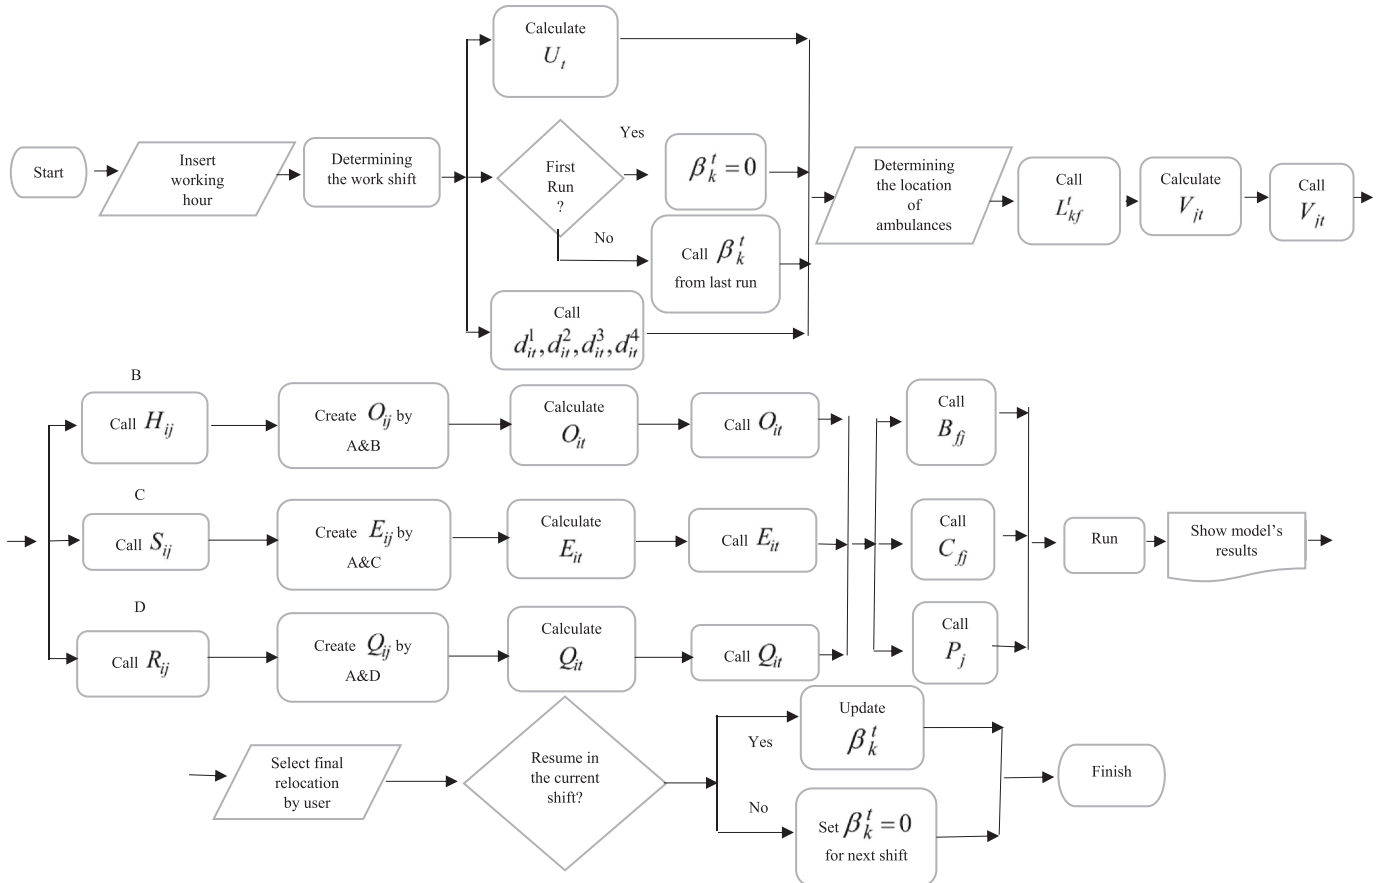 Start
Insert
working
hour
Determining
the work shift
Calculate
U_t
First
Run
?
Yes
β_k^t = 0
No
Call β_k^t
from last run
Call
d_it^1, d_it^2, d_it^3, d_it^4
Determining
the location
of
ambulances
Call
L_kf^t
Calculate
V_jt
Call
V_jt
B
Call H_ij
Create O_ij by
A&B
Calculate
O_it
Call O_it
C
Call S_ij
Create E_ij by
A&C
Calculate
E_it
Call E_it
D
Call R_ij
Create Q_ij by
A&D
Calculate
Q_it
Call Q_it
Call
B_fj
Call
C_fj
Call
P_j
Run
Show model's
results
Select final
relocation
by user
Resume in
the current
shift?
Yes
Update
β_k^t
No
Set β_k^t = 0
for next shift
Finish